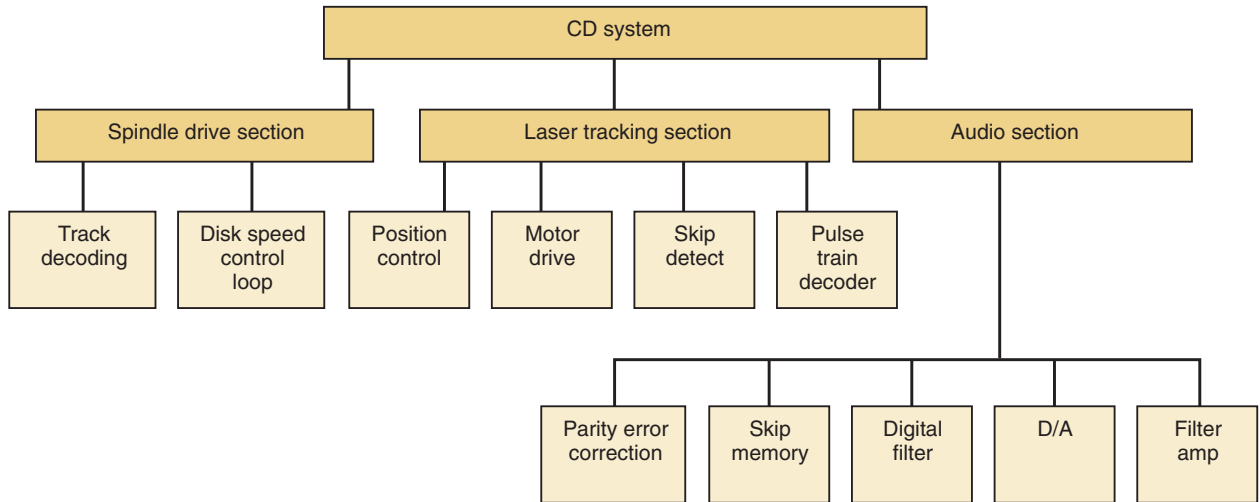 CD system
Spindle drive section
Laser tracking section
Audio section
Track
decoding
Disk speed
control
loop
Position
control
Motor
drive
Skip
detect
Pulse
train
decoder
Parity error
correction
Skip
memory
Digital
filter
D/A
Filter
amp